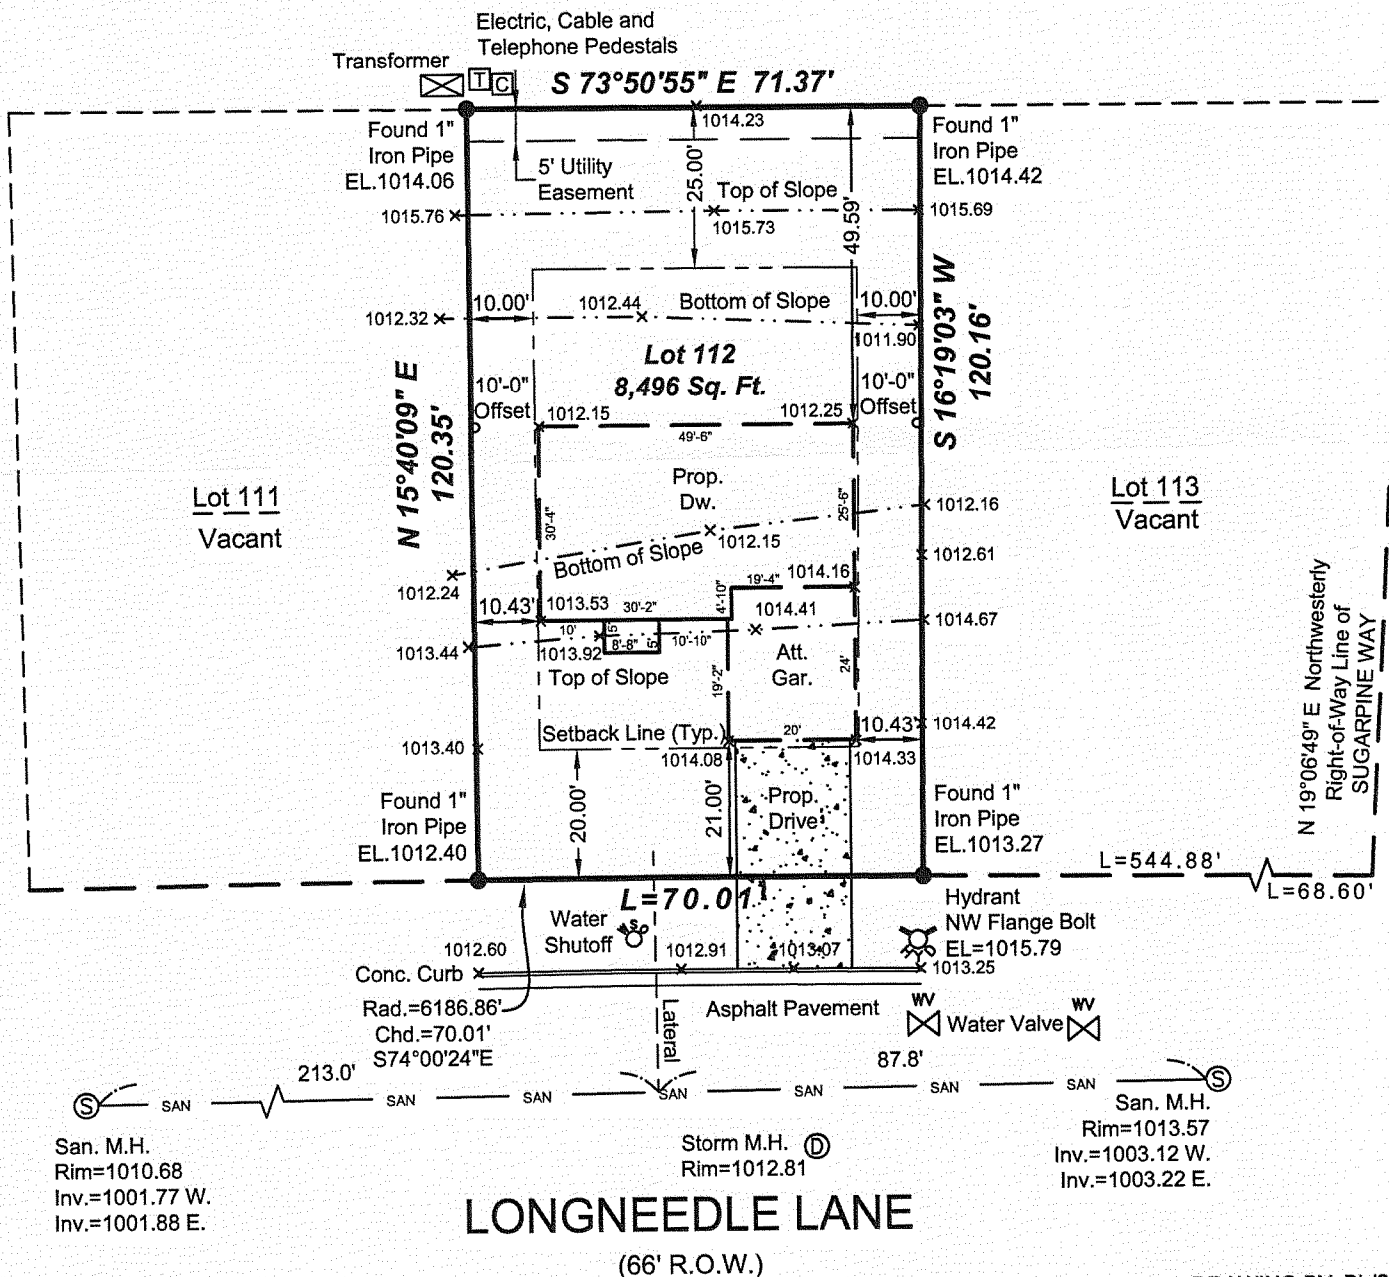 Electric, Cable and
Telephone Pedestals
Transformer
T
C
S 73°50'55" E 71.37'
1014.23
Found 1"
Iron Pipe
EL.1014.06
5' Utility
Easement
25.00'
49.59'
Found 1"
Iron Pipe
EL.1014.42
Top of Slope
1015.76
1015.73
1015.69
10.00'
1012.44
Bottom of Slope
10.00'
1012.32
1011.90
Lot 112
8,496 Sq. Ft.
N 15°40'09" E
120.35'
S 16°19'03" W
120.16'
10'-0"
Offset
10'-0"
Offset
1012.15
1012.25
49'-6"
Lot 111
Vacant
Prop.
Dw.
30'-4"
25'-6"
Lot 113
Vacant
1012.16
1012.15
Bottom of Slope
1012.61
1012.24
1014.16
19'-4"
10.43'
1013.53
30'-2"
4'-10"
1014.41
1014.67
10'
5'
8'-8"
5'
10'-10"
1013.44
1013.92
Att.
Gar.
24'
19'-2"
Top of Slope
N 19°06'49" E Northwesterly
Right-of-Way Line of
SUGARPINE WAY
Setback Line (Typ.)
20'
10.43'
1014.42
1013.40
1014.08
1014.33
20.00'
21.00'
Prop.
Drive
Found 1"
Iron Pipe
EL.1012.40
Found 1"
Iron Pipe
EL.1013.27
L=544.88'
L=68.60'
L=70.01'
Water
Shutoff
S
Hydrant
NW Flange Bolt
EL=1015.79
1012.60
1012.91
1013.07
1013.25
Conc. Curb
Rad.=6186.86'
Chd.=70.01'
S74°00'24"E
Lateral
Asphalt Pavement
WV
Water Valve
WV
213.0'
87.8'
S
SAN
SAN
SAN
SAN
SAN
SAN
SAN
S
San. M.H.
Rim=1010.68
Inv.=1001.77 W.
Inv.=1001.88 E.
Storm M.H.
D
Rim=1012.81
San. M.H.
Rim=1013.57
Inv.=1003.12 W.
Inv.=1003.22 E.
LONGNEEDLE LANE
(66' R.O.W.)